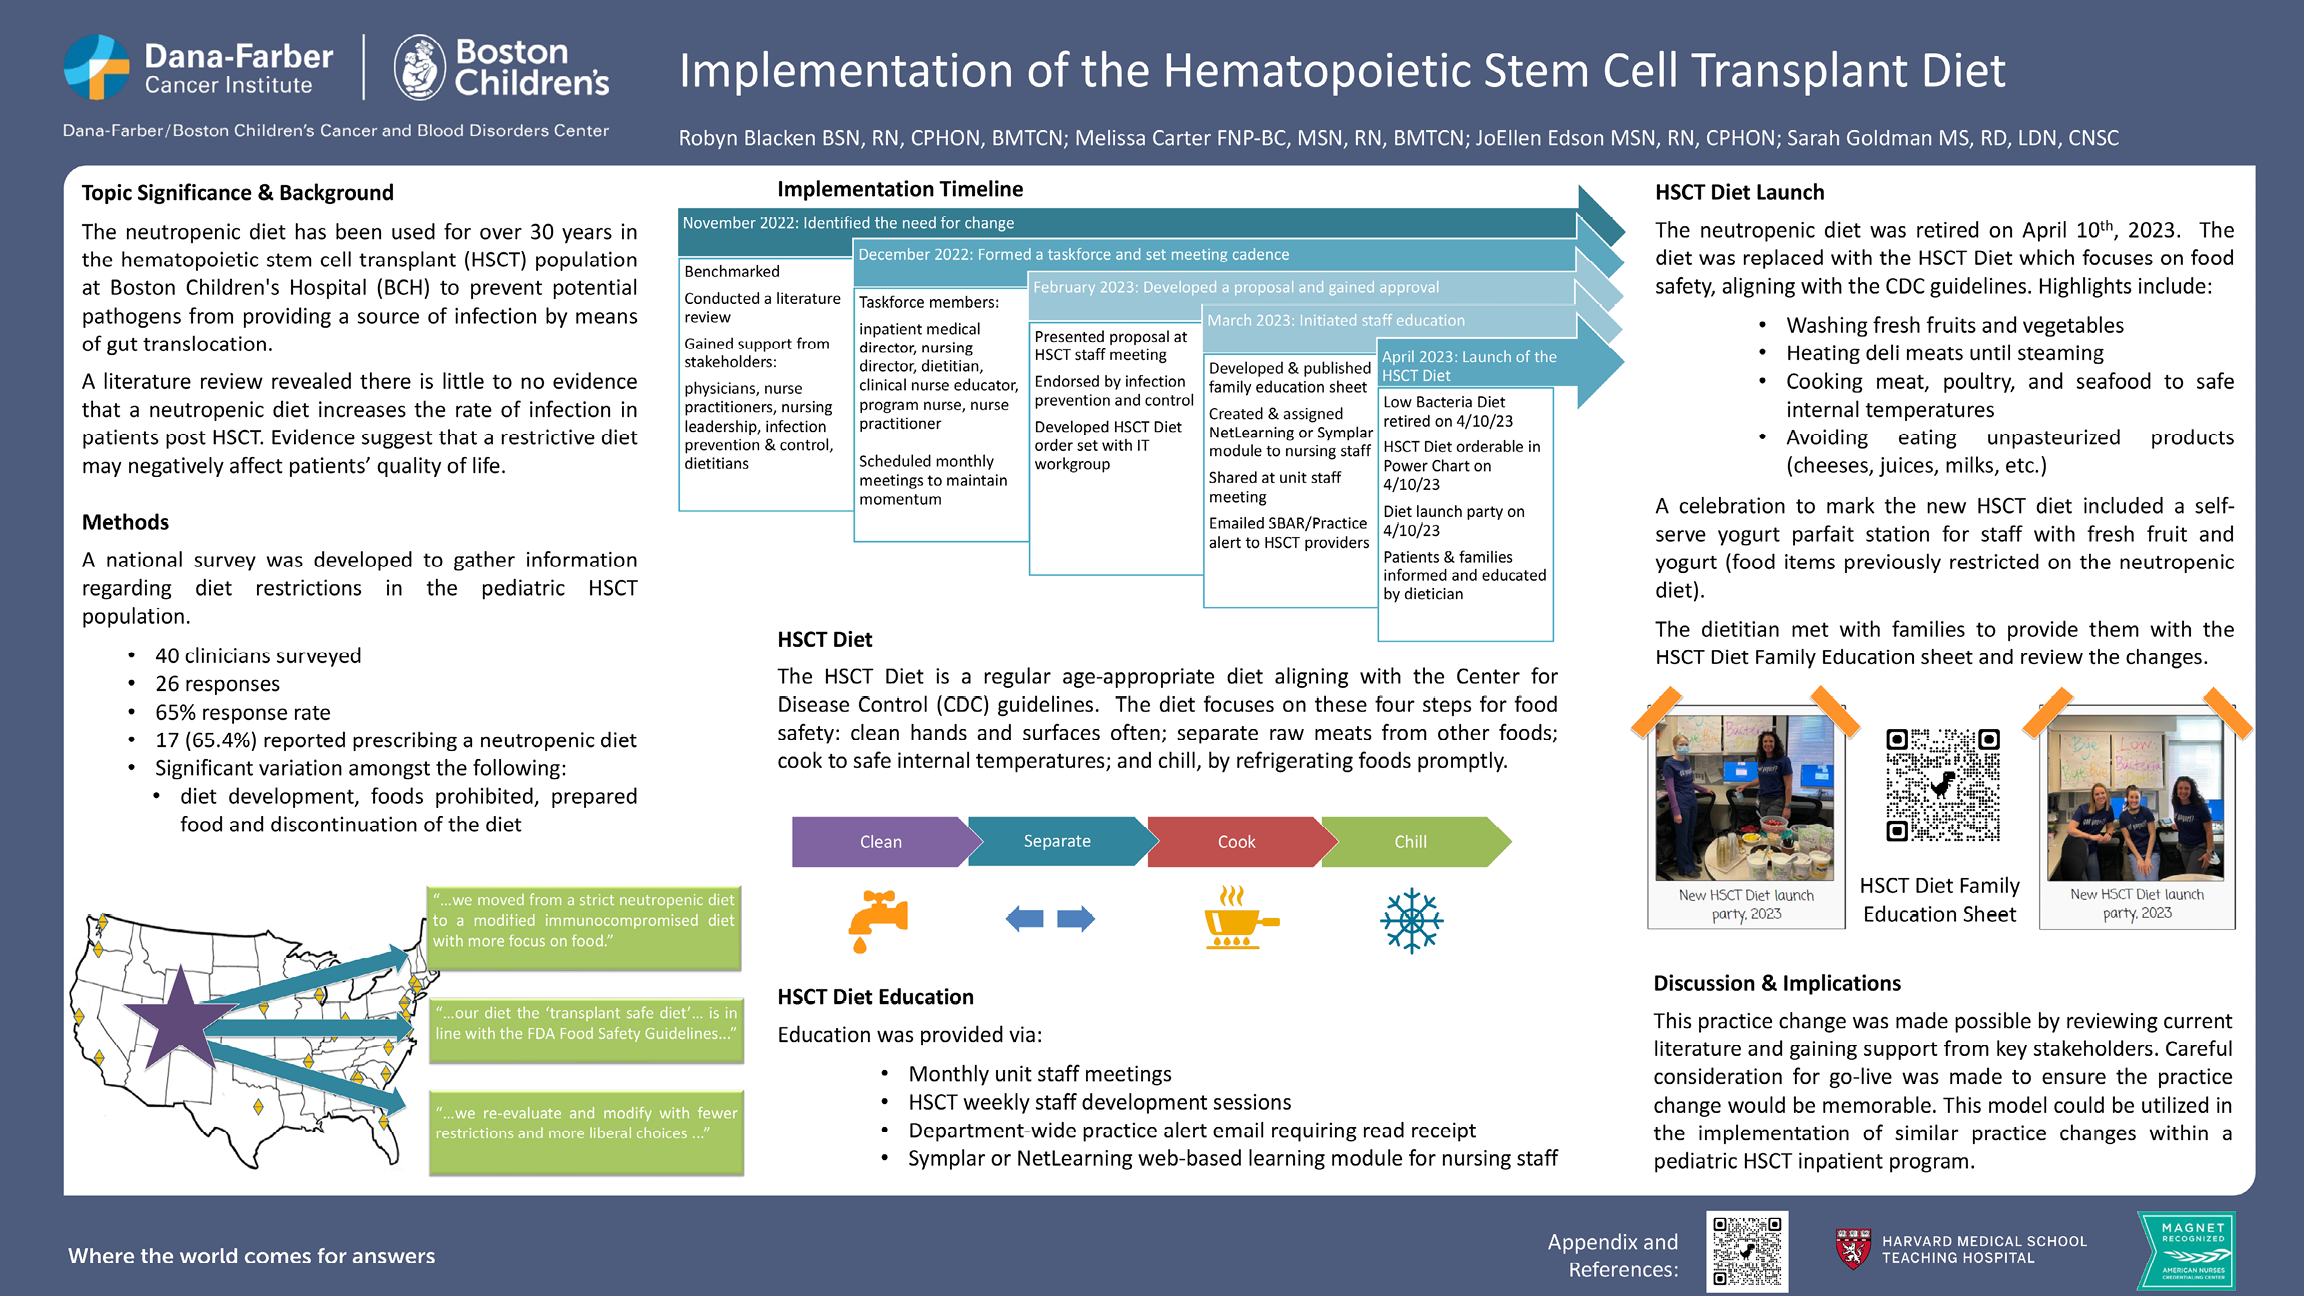 Dana-Farber
Cancer Institute
Boston
Children's
Dana-Farber/Boston Children's Cancer and Blood Disorders Center
Implementation of the Hematopoietic Stem Cell Transplant Diet
Robyn Blacken BSN, RN, CPHON, BMTCN; Melissa Carter FNP-BC, MSN, RN, BMTCN; JoEllen Edson MSN, RN, CPHON; Sarah Goldman MS, RD, LDN, CNSC
Topic Significance & Background
The neutropenic diet has been used for over 30 years in
the hematopoietic stem cell transplant (HSCT) population
at Boston Children's Hospital (BCH) to prevent potential
pathogens from providing a source of infection by means
of gut translocation.
A literature review revealed there is little to no evidence
that a neutropenic diet increases the rate of infection in
patients post HSCT. Evidence suggest that a restrictive diet
may negatively affect patients' quality of life.
Methods
A national survey was developed to gather information
regarding diet restrictions in the pediatric HSCT
population.
• 40 clinicians surveyed
• 26 responses
• 65% response rate
• 17 (65.4%) reported prescribing a neutropenic diet
• Significant variation amongst the following:
• diet development, foods prohibited, prepared
food and discontinuation of the diet
"...we moved from a strict neutropenic diet
to a modified immunocompromised diet
with more focus on food."
"...our diet the 'transplant safe diet'... is in
line with the FDA Food Safety Guidelines..."
"...we re-evaluate and modify with fewer
restrictions and more liberal choices ..."
Implementation Timeline
November 2022: Identified the need for change
Benchmarked
Conducted a literature
review
Gained support from
stakeholders:
physicians, nurse
practitioners, nursing
leadership, infection
prevention & control,
dietitians
December 2022: Formed a taskforce and set meeting cadence
Taskforce members:
inpatient medical
director, nursing
director, dietitian,
clinical nurse educator,
program nurse, nurse
practitioner
Scheduled monthly
meetings to maintain
momentum
February 2023: Developed a proposal and gained approval
Presented proposal at
HSCT staff meeting
Endorsed by infection
prevention and control
Developed HSCT Diet
order set with IT
workgroup
March 2023: Initiated staff education
Developed & published
family education sheet
Created & assigned
NetLearning or Symplar
module to nursing staff
Shared at unit staff
meeting
Emailed SBAR/Practice
alert to HSCT providers
April 2023: Launch of the
HSCT Diet
Low Bacteria Diet
retired on 4/10/23
HSCT Diet orderable in
Power Chart on
4/10/23
Diet launch party on
4/10/23
Patients & families
informed and educated
by dietician
HSCT Diet
The HSCT Diet is a regular age-appropriate diet aligning with the Center for
Disease Control (CDC) guidelines. The diet focuses on these four steps for food
safety: clean hands and surfaces often; separate raw meats from other foods;
cook to safe internal temperatures; and chill, by refrigerating foods promptly.
Clean
Separate
Cook
Chill
HSCT Diet Education
Education was provided via:
• Monthly unit staff meetings
• HSCT weekly staff development sessions
• Department-wide practice alert email requiring read receipt
• Symplar or NetLearning web-based learning module for nursing staff
HSCT Diet Launch
The neutropenic diet was retired on April 10th, 2023. The
diet was replaced with the HSCT Diet which focuses on food
safety, aligning with the CDC guidelines. Highlights include:
• Washing fresh fruits and vegetables
• Heating deli meats until steaming
• Cooking meat, poultry, and seafood to safe
internal temperatures
• Avoiding eating unpasteurized products
(cheeses, juices, milks, etc.)
A celebration to mark the new HSCT diet included a self-
serve yogurt parfait station for staff with fresh fruit and
yogurt (food items previously restricted on the neutropenic
diet).
The dietitian met with families to provide them with the
HSCT Diet Family Education sheet and review the changes.
New HSCT Diet launch
party, 2023
HSCT Diet Family
Education Sheet
Bye
Low
Bacteria
New HSCT Diet launch
party, 2023
Discussion & Implications
This practice change was made possible by reviewing current
literature and gaining support from key stakeholders. Careful
consideration for go-live was made to ensure the practice
change would be memorable. This model could be utilized in
the implementation of similar practice changes within a
pediatric HSCT inpatient program.
Where the world comes for answers
Appendix and
References:
HARVARD MEDICAL SCHOOL
TEACHING HOSPITAL
MAGNET
RECOGNIZED
AMERICAN NURSES
CREDENTIALING CENTER